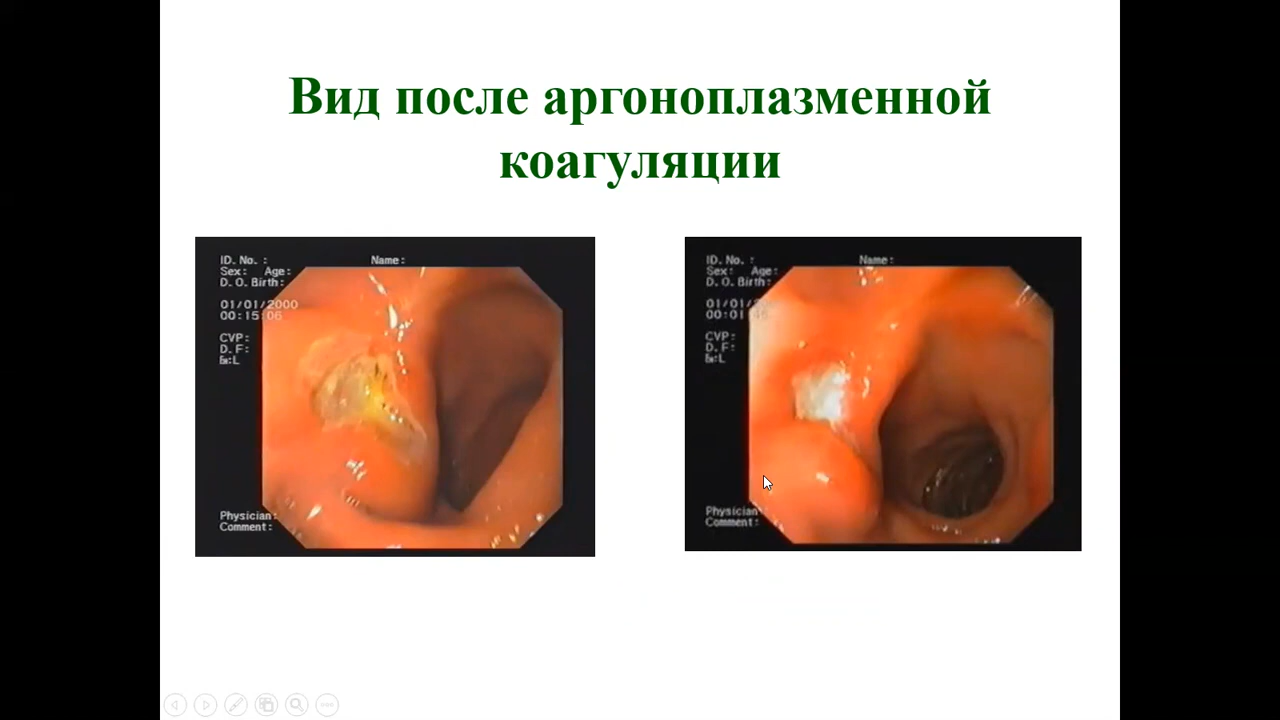 Вид после аргоноплазменной
коагуляции
ID. No. :
Name:
Sex: Age:
D. O. Birth:
01/01/2000
00:15:06
CVP:
D. F:
Physician:
Comment:
ID. No. :
Name:
Sex: Age:
D. O. Birth:
CVP:
D. F:
Physician
Comment: